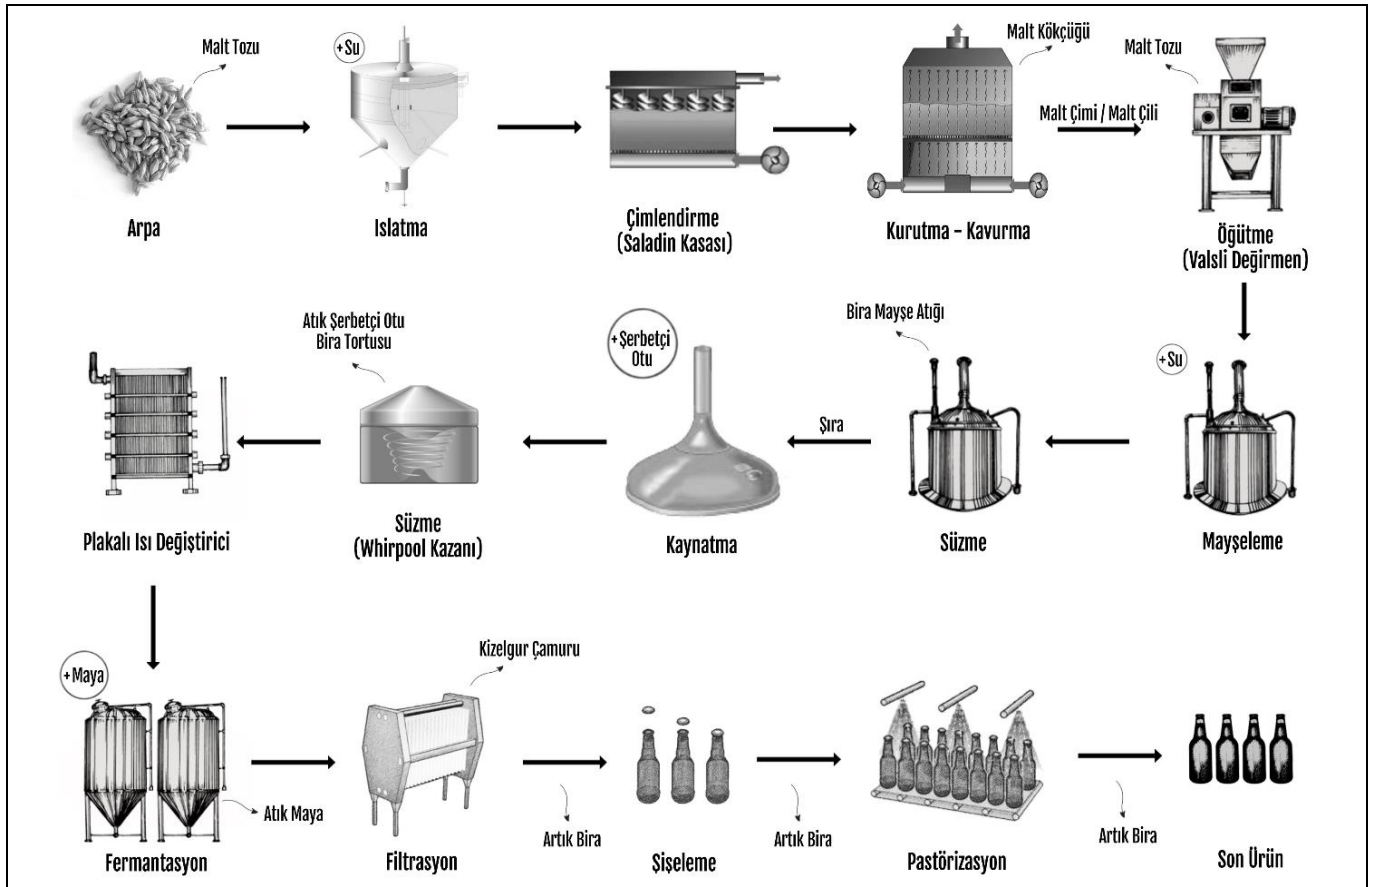 Malt Tozu
+Su
Malt Kökçüğü
Malt Tozu
Malt Çimi / Malt Çili
Arpa
Islatma
Çimlendirme
(Saladin Kasası)
Kurutma - Kavurma
Öğütme
(Valsli Değirmen)
Atık Şerbetçi Otu
Bira Tortusu
+Şerbetçi
Otu
Şıra
Bira Mayşe Atığı
+Su
Plakalı Isı Değiştirici
Süzme
(Whirpool Kazanı)
Kaynatma
Süzme
Mayşeleme
+Maya
Kizelgur Çamuru
Atık Maya
Artık Bira
Artık Bira
Artık Bira
Fermantasyon
Filtrasyon
Şişeleme
Pastörizasyon
Son Ürün